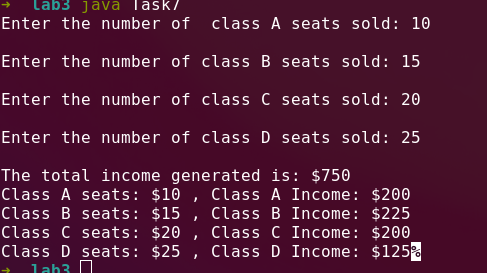 → lab3 java Task7
Enter the number of  class A seats sold: 10
Enter the number of class B seats sold: 15
Enter the number of class C seats sold: 20
Enter the number of class D seats sold: 25
The total income generated is: $750
Class A seats: $10 , Class A Income: $200
Class B seats: $15 , Class B Income: $225
Class C seats: $20 , Class C Income: $200
Class D seats: $25 , Class D Income: $125%
→ lab3